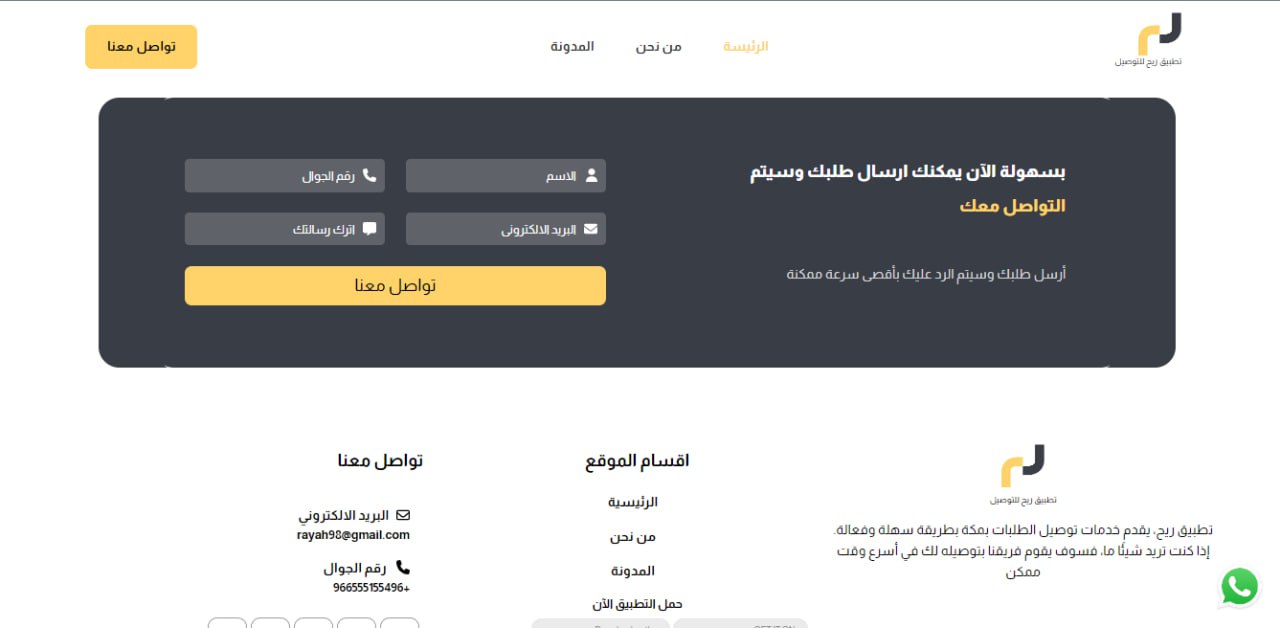 تطبيق ريح للتوصيل
الرئيسة
من نحن
المدونة
تواصل معنا
بسهولة الآن يمكنك ارسال طلبك وسيتم
التواصل معك
أرسل طلبك وسيتم الرد عليك بأقصى سرعة ممكنة
الاسم
رقم الجوال
البريد الالكترونى
اترك رسالتك
تواصل معنا
تطبيق ريح للتوصيل
تطبيق ريح، يقدم خدمات توصيل الطلبات بمكة بطريقة سهلة وفعالة.
إذا كنت تريد شيئًا ما، فسوف يقوم فريقنا بتوصيله لك في أسرع وقت
ممكن
اقسام الموقع
الرئيسية
من نحن
المدونة
حمل التطبيق الآن
تواصل معنا
البريد الالكتروني
rayah98@gmail.com
رقم الجوال
966555155496+